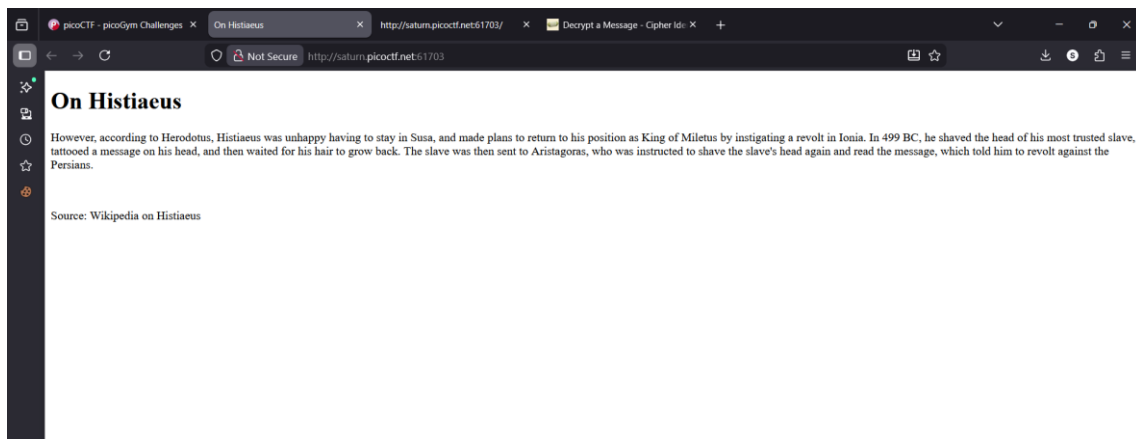 picoCTF - picoGym Challenges
On Histiaeus
http://saturn.picoctf.net:61703/
Decrypt a Message - Cipher Ide
Not Secure
http://saturn.picoctf.net:61703
S
On Histiaeus
However, according to Herodotus, Histiaeus was unhappy having to stay in Susa, and made plans to return to his position as King of Miletus by instigating a revolt in Ionia. In 499 BC, he shaved the head of his most trusted slave,
tattooed a message on his head, and then waited for his hair to grow back. The slave was then sent to Aristagoras, who was instructed to shave the slave's head again and read the message, which told him to revolt against the
Persians.
Source: Wikipedia on Histiaeus